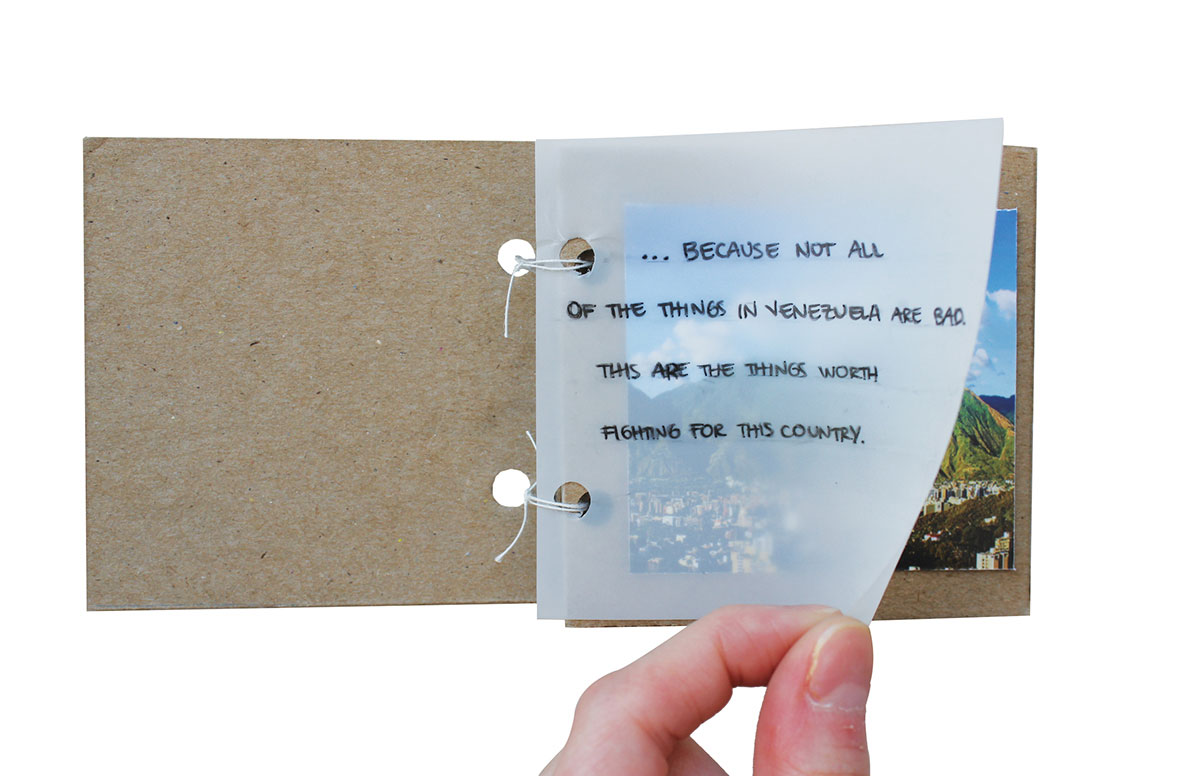 ... BECAUSE NOT ALL
OF THE THINGS IN VENEZUELA ARE BAD.
THIS ARE THE THINGS WORTH
FIGHTING FOR THIS COUNTRY.